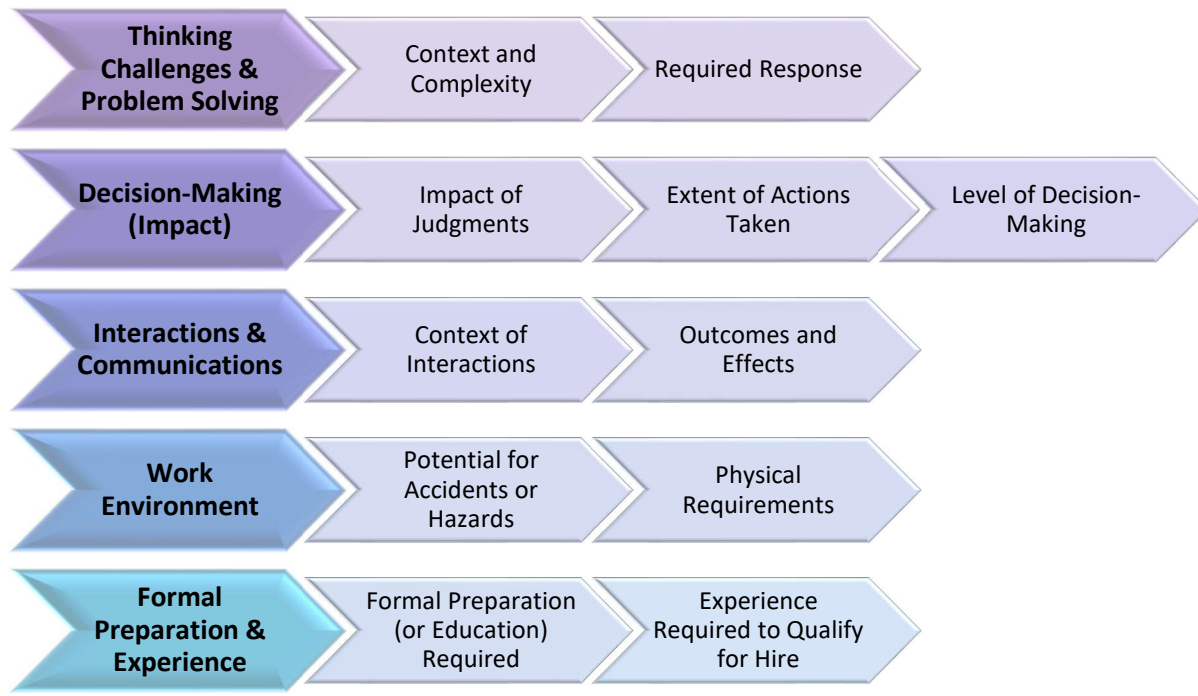 Thinking
Challenges &
Problem Solving
Context and
Complexity
Required Response
Decision-Making
(Impact)
Impact of
Judgments
Extent of Actions
Taken
Level of Decision-
Making
Interactions &
Communications
Context of
Interactions
Outcomes and
Effects
Work
Environment
Potential for
Accidents or
Hazards
Physical
Requirements
Formal
Preparation &
Experience
Formal Preparation
(or Education)
Required
Experience
Required to Qualify
for Hire